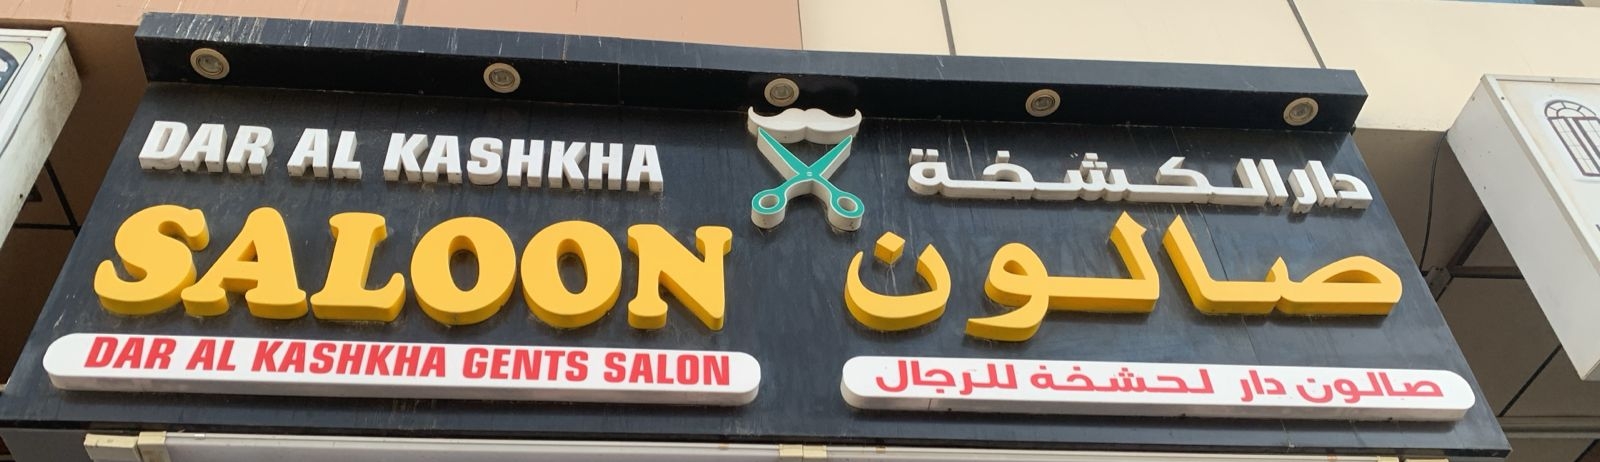 DAR AL KASHKHA
دار الكشخة
SALOON
صالون
DAR AL KASHKHA GENTS SALON
صالون دار لحشخة للرجال